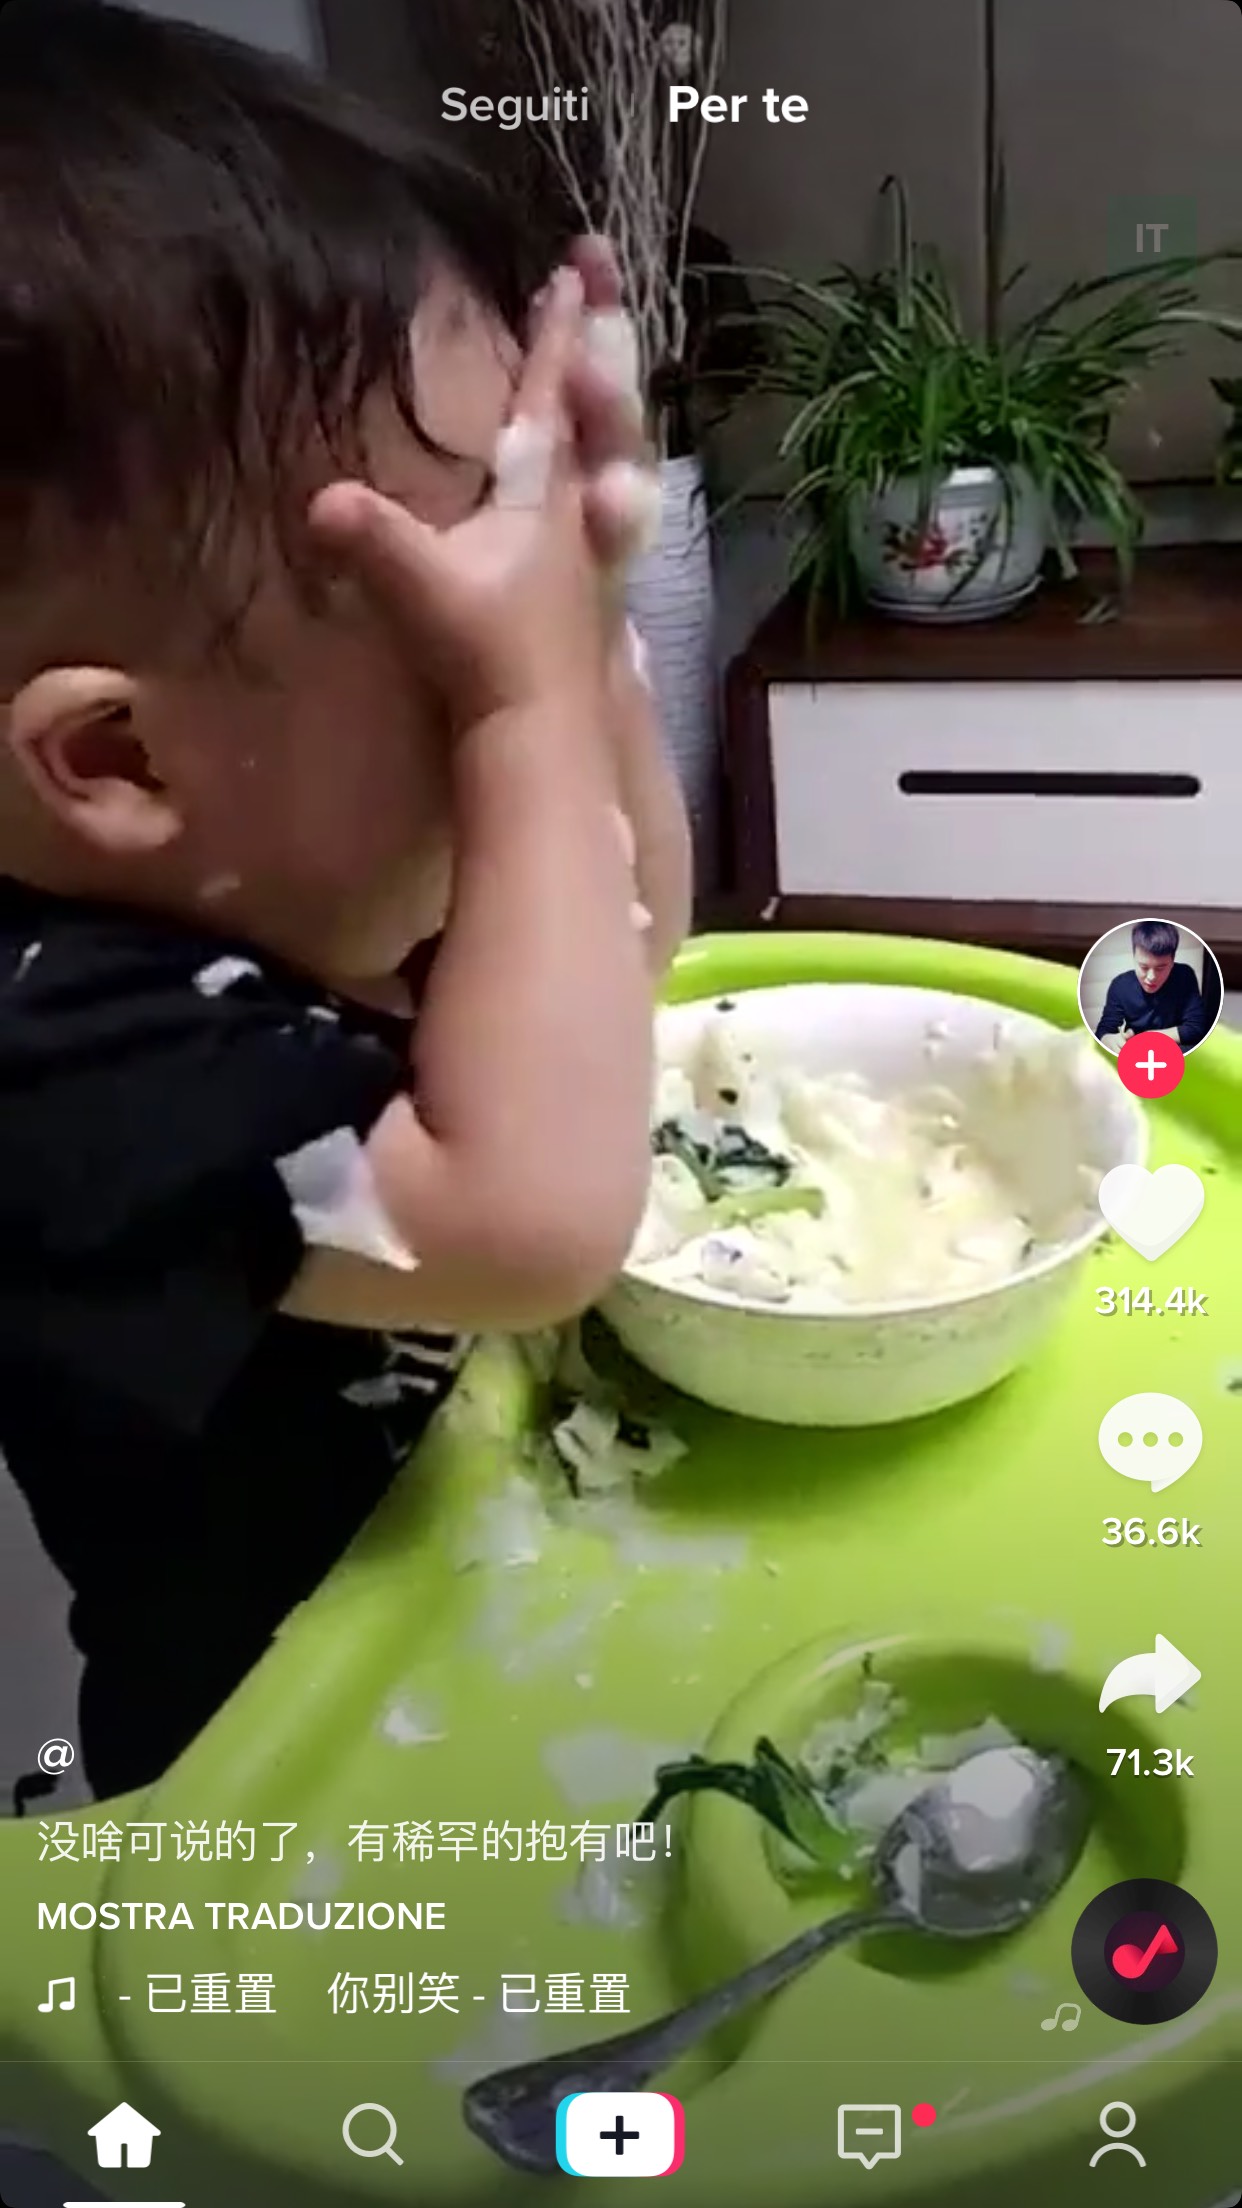 Seguiti Per te
IT
314.4k
36.6k
71.3k
@
没啥可说的了，有稀罕的抱有吧！
MOSTRA TRADUZIONE
- 已重置 你别笑 - 已重置